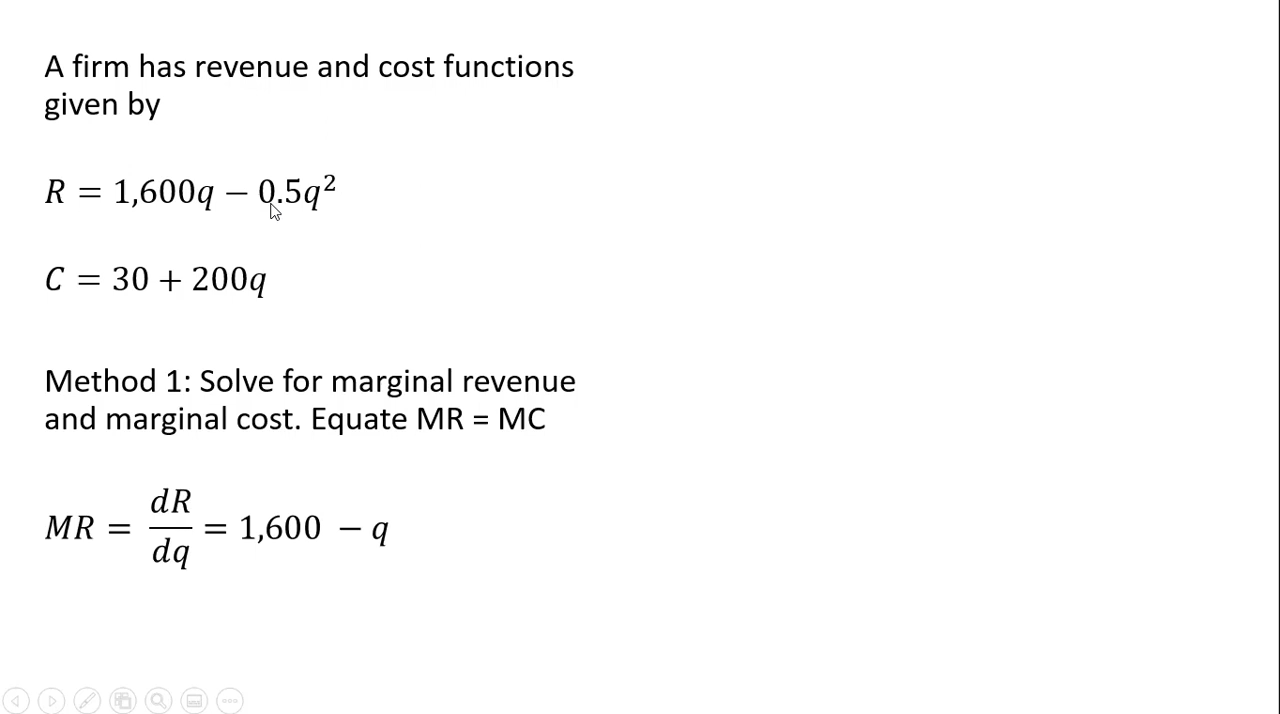 A firm has revenue and cost functions
given by
R = 1,600q − 0.5q²
C = 30 + 200q
Method 1: Solve for marginal revenue
and marginal cost. Equate MR = MC
MR = dR/dq = 1,600 − q